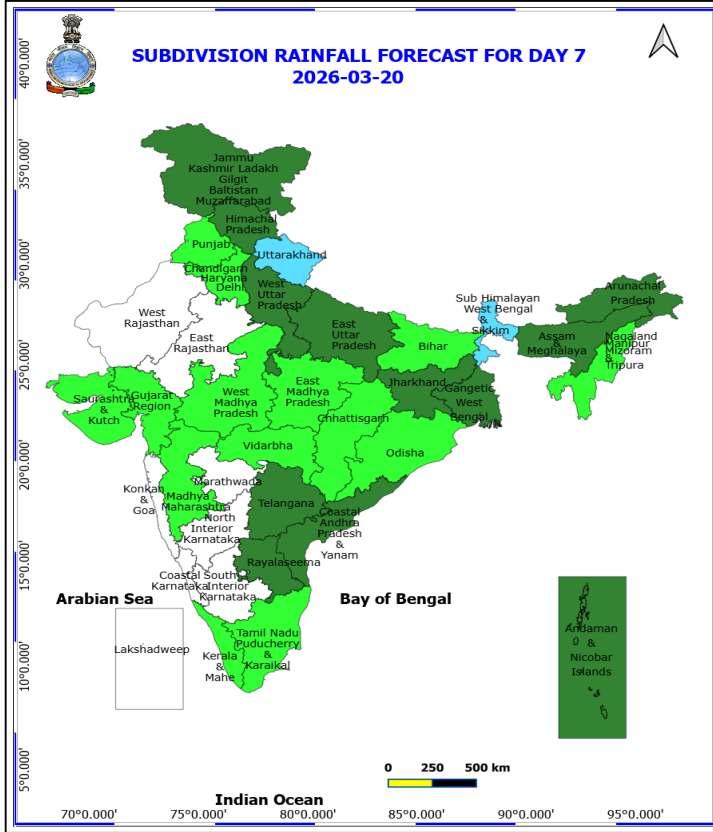 SUBDIVISION RAINFALL FORECAST FOR DAY 7
2026-03-20
40°0.000'
35°0.000'
30°0.000'
25°0.000'
20°0.000'
15°0.000'
10°0.000'
5°0.000'
Jammu
Kashmir Ladakh
Gilgit
Baltistan
Muzaffarabad
Himachal
Pradesh
Punjab
Uttarakhand
Chandigarh
Haryana
Delhi
West
Uttar
Pradesh
West
Rajasthan
East
Rajasthan
East
Uttar
Pradesh
Bihar
Sub Himalayan
West Bengal
&
Sikkim
Arunachal
Pradesh
Assam
&
Meghalaya
Nagaland
Manipur
Mizoram
&
Tripura
Saurashtra
&
Kutch
Gujarat
Region
West
Madhya
Pradesh
East
Madhya
Pradesh
Jharkhand
Gangetic
West
Bengal
Chhattisgarh
Vidarbha
Odisha
Konkan
&
Goa
Madhya
Maharashtra
Marathwada
Telangana
North
Interior
Karnataka
Coastal
Andhra
Pradesh
&
Yanam
Rayalaseema
Coastal
Karnataka
South
Interior
Karnataka
Arabian Sea
Bay of Bengal
Lakshadweep
Kerala
&
Mahe
Tamil Nadu
Puducherry
&
Karaikal
Andaman
&
Nicobar
Islands
0 250 500 km
Indian Ocean
70°0.000' 75°0.000' 80°0.000' 85°0.000' 90°0.000' 95°0.000'